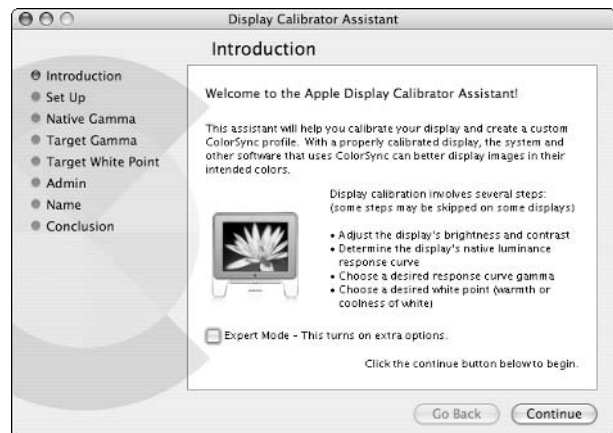 Display Calibrator Assistant
Introduction
Introduction
Set Up
Native Gamma
Target Gamma
Target White Point
Admin
Name
Conclusion
Welcome to the Apple Display Calibrator Assistant!
This assistant will help you calibrate your display and create a custom
ColorSync profile. With a properly calibrated display, the system and
other software that uses ColorSync can better display images in their
intended colors.
Display calibration involves several steps:
(some steps may be skipped on some displays)
• Adjust the display's brightness and contrast
• Determine the display's native luminance
response curve
• Choose a desired response curve gamma
• Choose a desired white point (warmth or
coolness of white)
Expert Mode – This turns on extra options.
Click the continue button below to begin.
Go Back
Continue